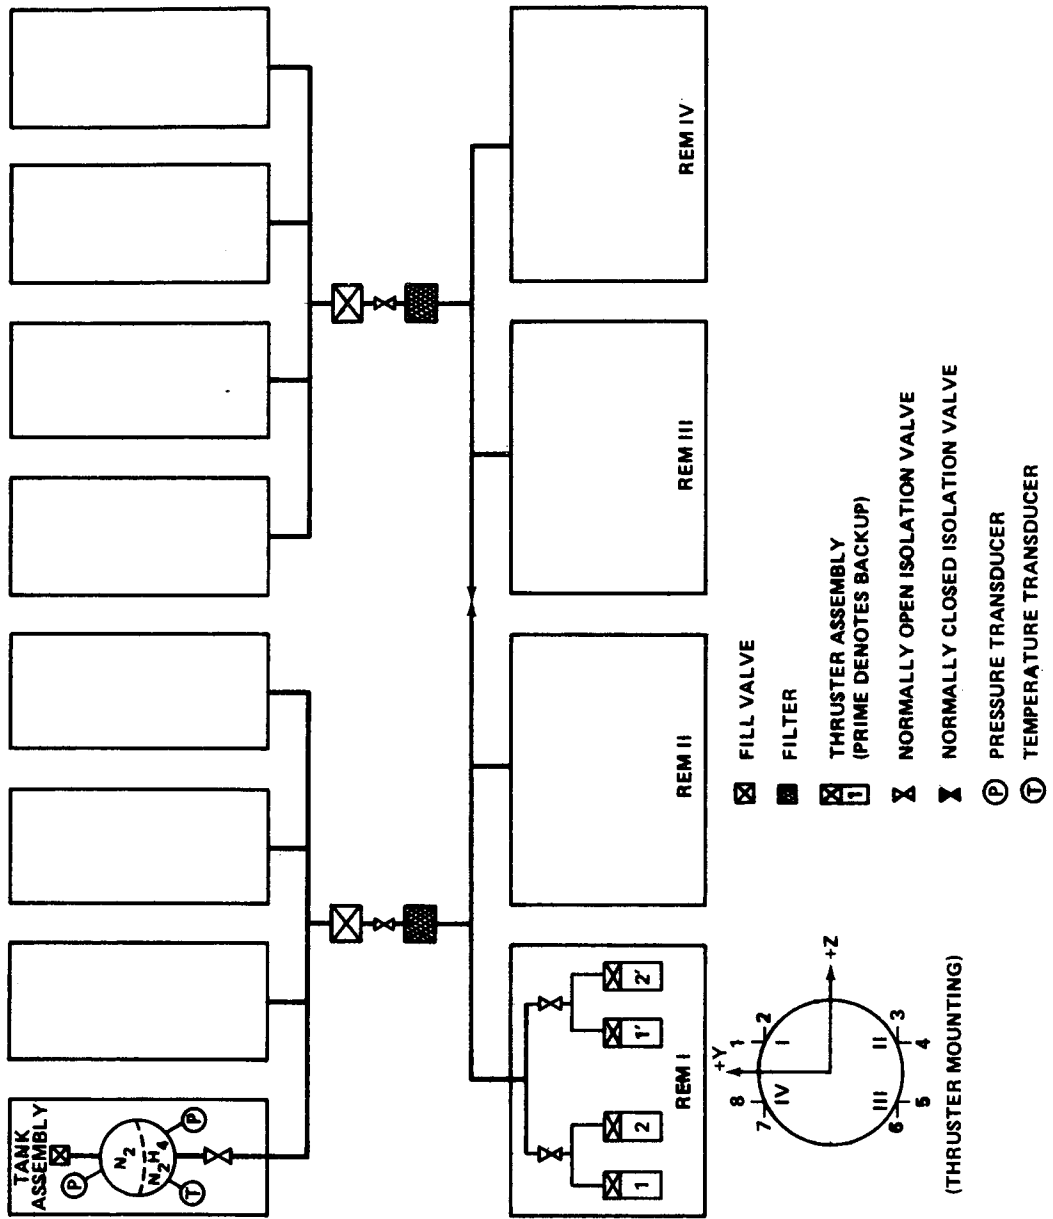 TANK
ASSEMBLY
P
N2
N2H4
P
T
REM I
1
2
1'
2'
REM II
REM III
REM IV
+Y
+Z
1
2
3
4
5
6
7
8
I
II
III
IV
(THRUSTER MOUNTING)
FILL VALVE
FILTER
1
THRUSTER ASSEMBLY
(PRIME DENOTES BACKUP)
NORMALLY OPEN ISOLATION VALVE
NORMALLY CLOSED ISOLATION VALVE
P PRESSURE TRANSDUCER
T TEMPERATURE TRANSDUCER